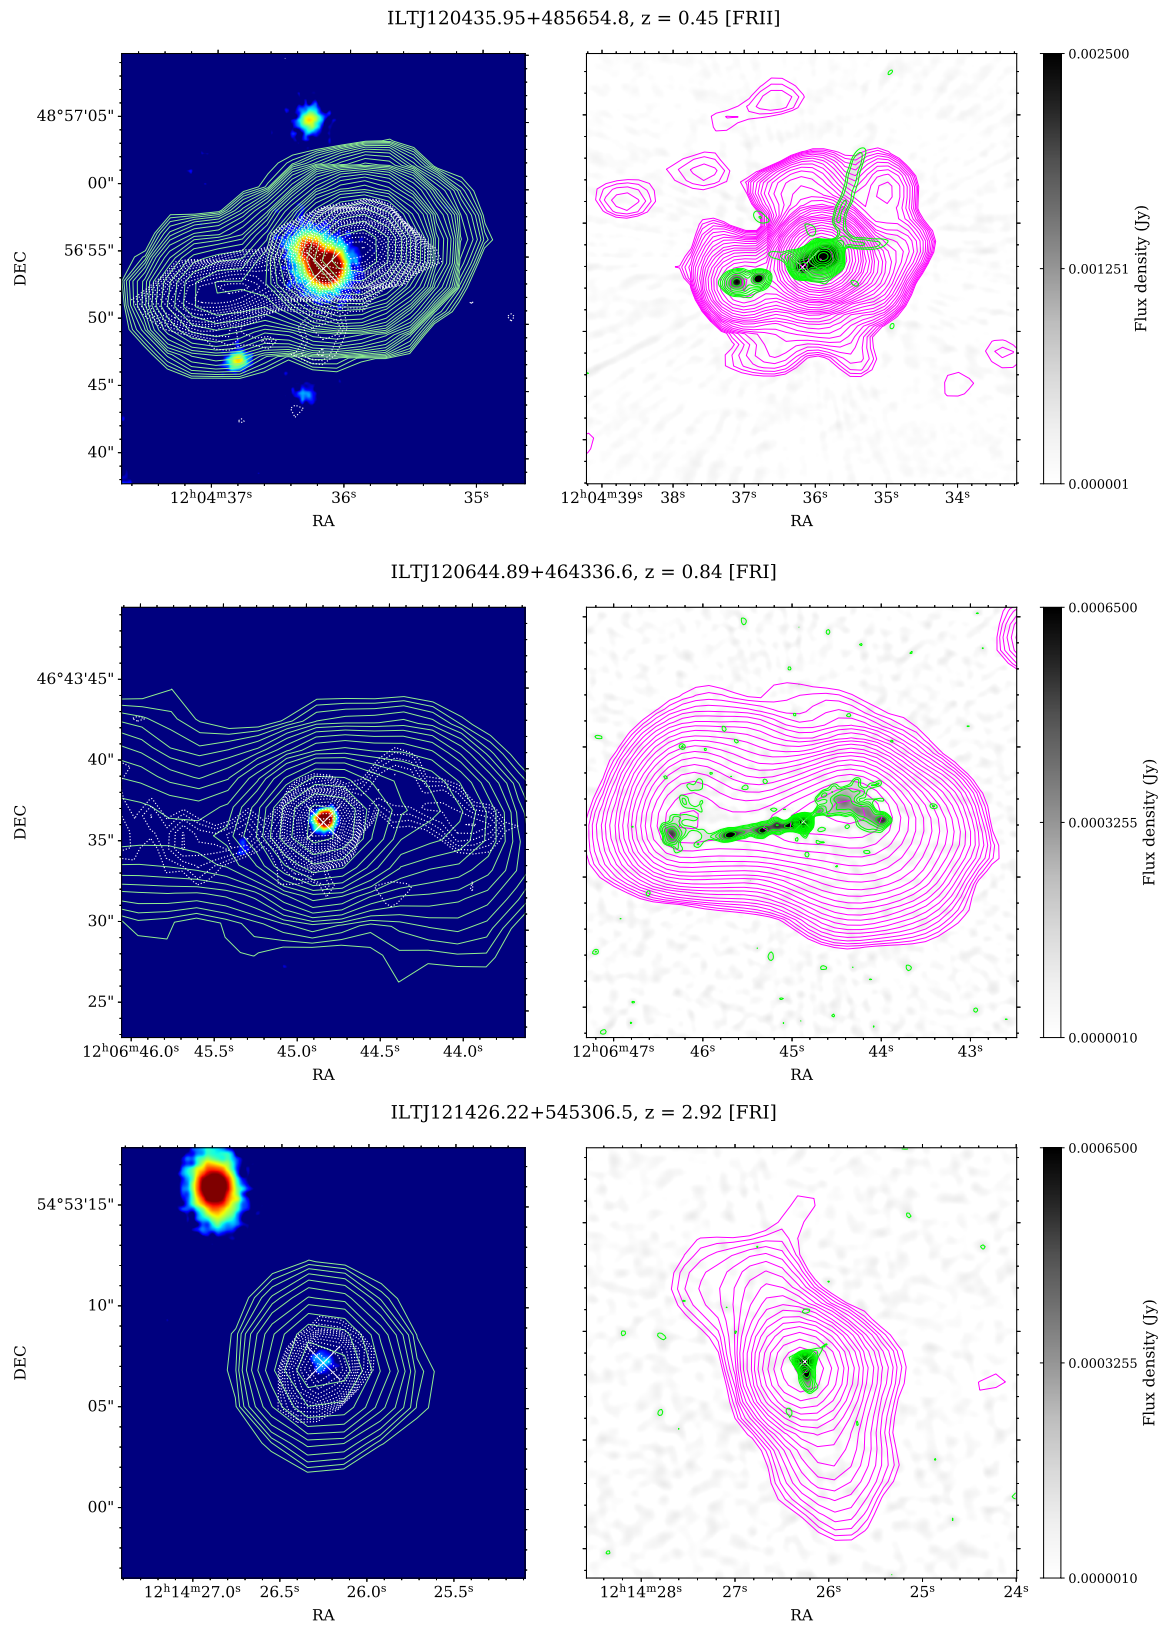 ILTJ120435.95+485654.8, z = 0.45 [FRII]
DEC
48°57'05"
00"
56'55"
50"
45"
40"
12ʰ04ᵐ37ˢ 36ˢ 35ˢ
RA
12ʰ04ᵐ39ˢ 38ˢ 37ˢ 36ˢ 35ˢ 34ˢ
RA
0.002500
0.001251
0.000001
Flux density (Jy)
ILTJ120644.89+464336.6, z = 0.84 [FRI]
DEC
46°43'45"
40"
35"
30"
25"
12ʰ06ᵐ46.0ˢ 45.5ˢ 45.0ˢ 44.5ˢ 44.0ˢ
RA
12ʰ06ᵐ47ˢ 46ˢ 45ˢ 44ˢ 43ˢ
RA
0.0006500
0.0003255
0.0000010
Flux density (Jy)
ILTJ121426.22+545306.5, z = 2.92 [FRI]
DEC
54°53'15"
10"
05"
00"
12ʰ14ᵐ27.0ˢ 26.5ˢ 26.0ˢ 25.5ˢ
RA
12ʰ14ᵐ28ˢ 27ˢ 26ˢ 25ˢ 24ˢ
RA
0.0006500
0.0003255
0.0000010
Flux density (Jy)